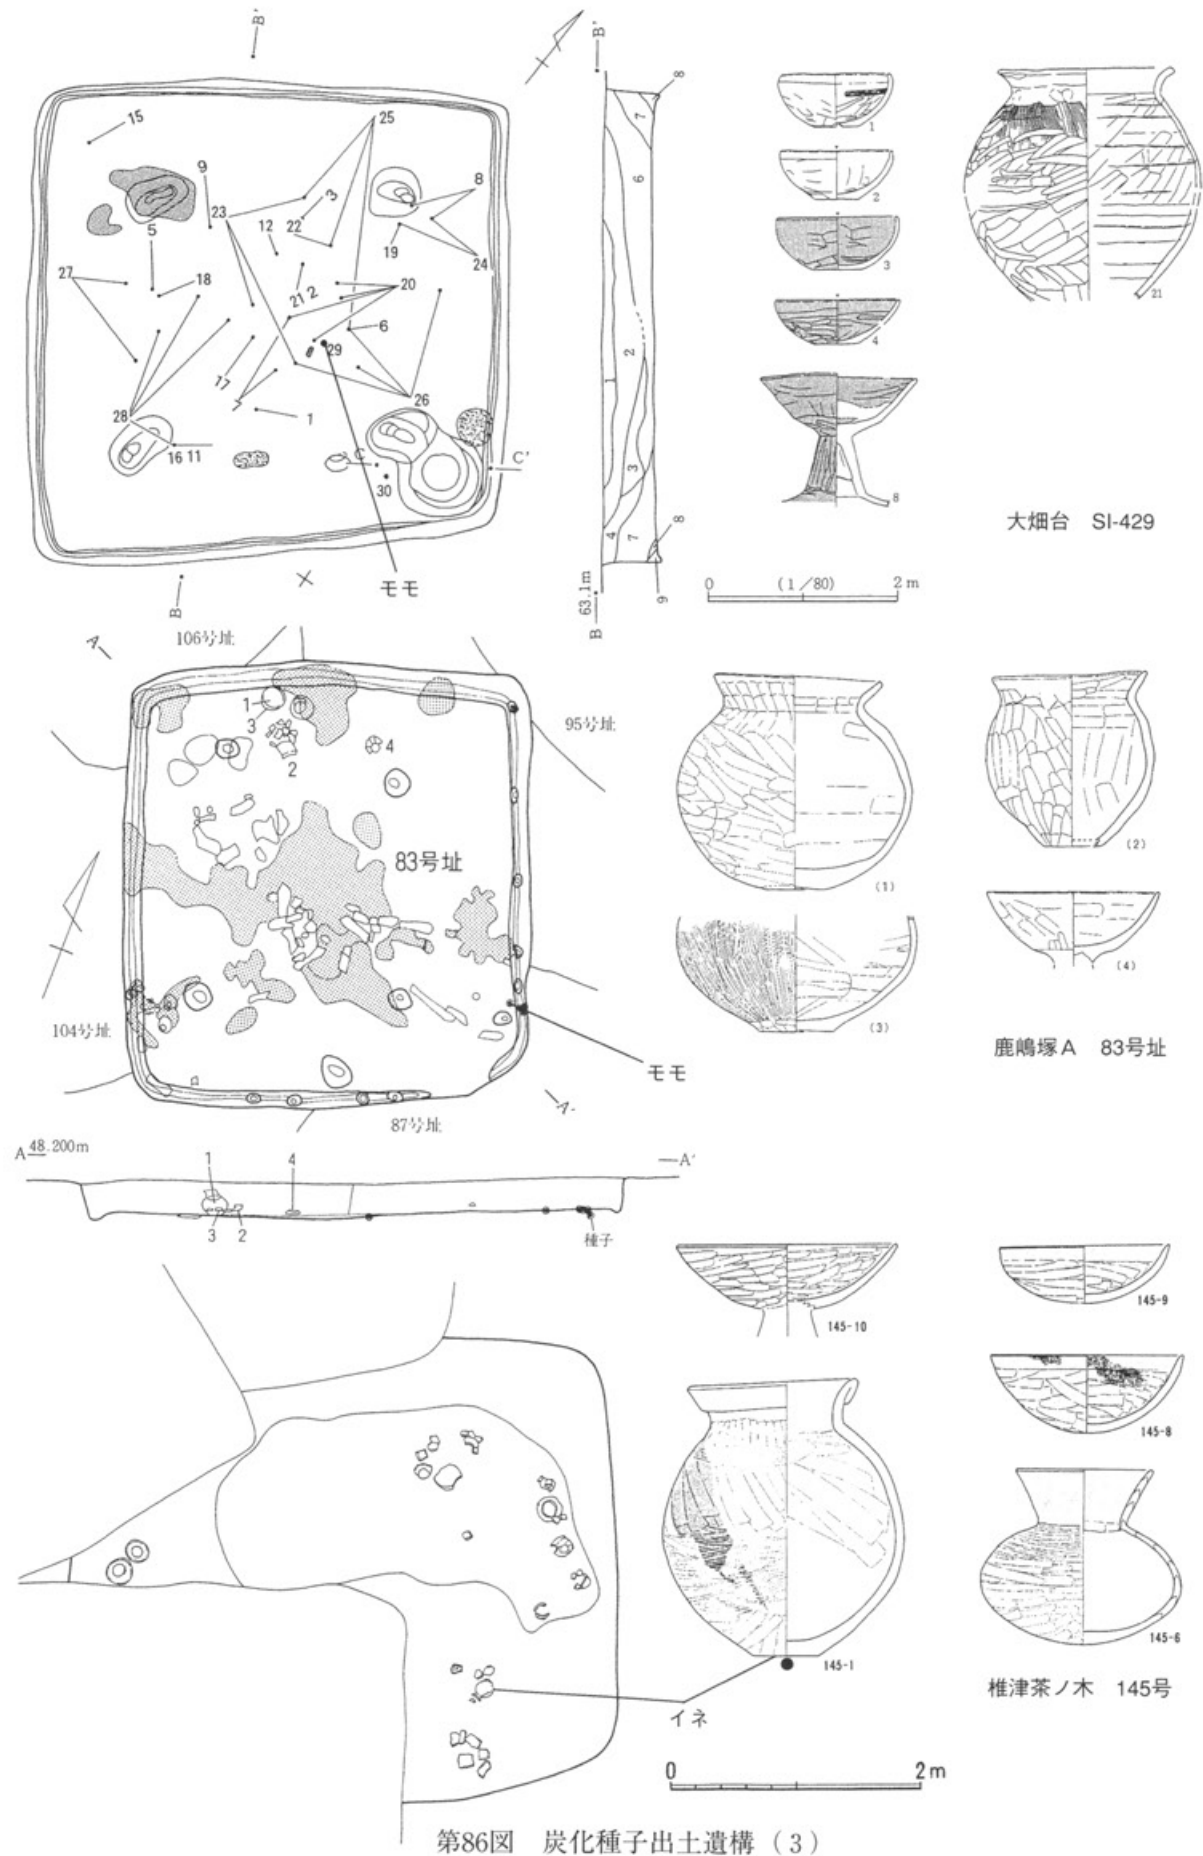 B'
15
25
9
23
12
22
3
8
19
24
5
27
18
21 2
20
6
29
17
7
26
28
1
16 11
C
C'
30
B
モモ
B'
8
7
6
2
1
3
4
7
8
9
B 63.1m
1
2
3
4
8
21
大畑台 SI-429
0 (1/80) 2m
106号址
A
1
3
2
4
95号址
83号址
104号址
モモ
87号址
A'
(1)
(2)
(3)
(4)
鹿嶋塚A 83号址
A 48.200m
A'
1
4
3
2
種子
145-10
145-9
145-8
145-1
145-6
イネ
椎津茶ノ木 145号
0 2m
第86図 炭化種子出土遺構(3)